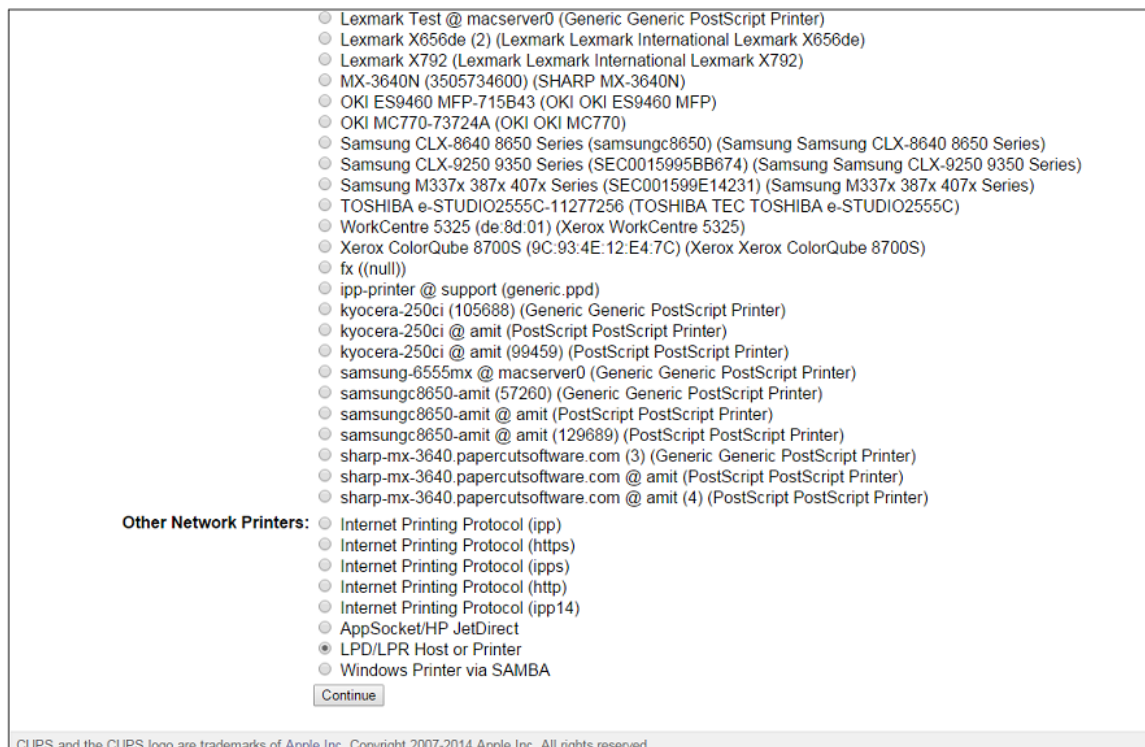 Lexmark Test @ macserver0 (Generic Generic PostScript Printer)
Lexmark X656de (2) (Lexmark Lexmark International Lexmark X656de)
Lexmark X792 (Lexmark Lexmark International Lexmark X792)
MX-3640N (3505734600) (SHARP MX-3640N)
OKI ES9460 MFP-715B43 (OKI OKI ES9460 MFP)
OKI MC770-73724A (OKI OKI MC770)
Samsung CLX-8640 8650 Series (samsungc8650) (Samsung Samsung CLX-8640 8650 Series)
Samsung CLX-9250 9350 Series (SEC0015995BB674) (Samsung Samsung CLX-9250 9350 Series)
Samsung M337x 387x 407x Series (SEC001599E14231) (Samsung M337x 387x 407x Series)
TOSHIBA e-STUDIO2555C-11277256 (TOSHIBA TEC TOSHIBA e-STUDIO2555C)
WorkCentre 5325 (de:8d:01) (Xerox WorkCentre 5325)
Xerox ColorQube 8700S (9C:93:4E:12:E4:7C) (Xerox Xerox ColorQube 8700S)
fx ((null))
ipp-printer @ support (generic.ppd)
kyocera-250ci (105688) (Generic Generic PostScript Printer)
kyocera-250ci @ amit (PostScript PostScript Printer)
kyocera-250ci @ amit (99459) (PostScript PostScript Printer)
samsung-6555mx @ macserver0 (Generic Generic PostScript Printer)
samsungc8650-amit (57260) (Generic Generic PostScript Printer)
samsungc8650-amit @ amit (PostScript PostScript Printer)
samsungc8650-amit @ amit (129689) (PostScript PostScript Printer)
sharp-mx-3640.papercutsoftware.com (3) (Generic Generic PostScript Printer)
sharp-mx-3640.papercutsoftware.com @ amit (PostScript PostScript Printer)
sharp-mx-3640.papercutsoftware.com @ amit (4) (PostScript PostScript Printer)
Other Network Printers: Internet Printing Protocol (ipp)
Internet Printing Protocol (https)
Internet Printing Protocol (ipps)
Internet Printing Protocol (http)
Internet Printing Protocol (ipp14)
AppSocket/HP JetDirect
LPD/LPR Host or Printer
Windows Printer via SAMBA
Continue
CUPS and the CUPS logo are trademarks of Apple Inc. Copyright 2007-2014 Apple Inc. All rights reserved.